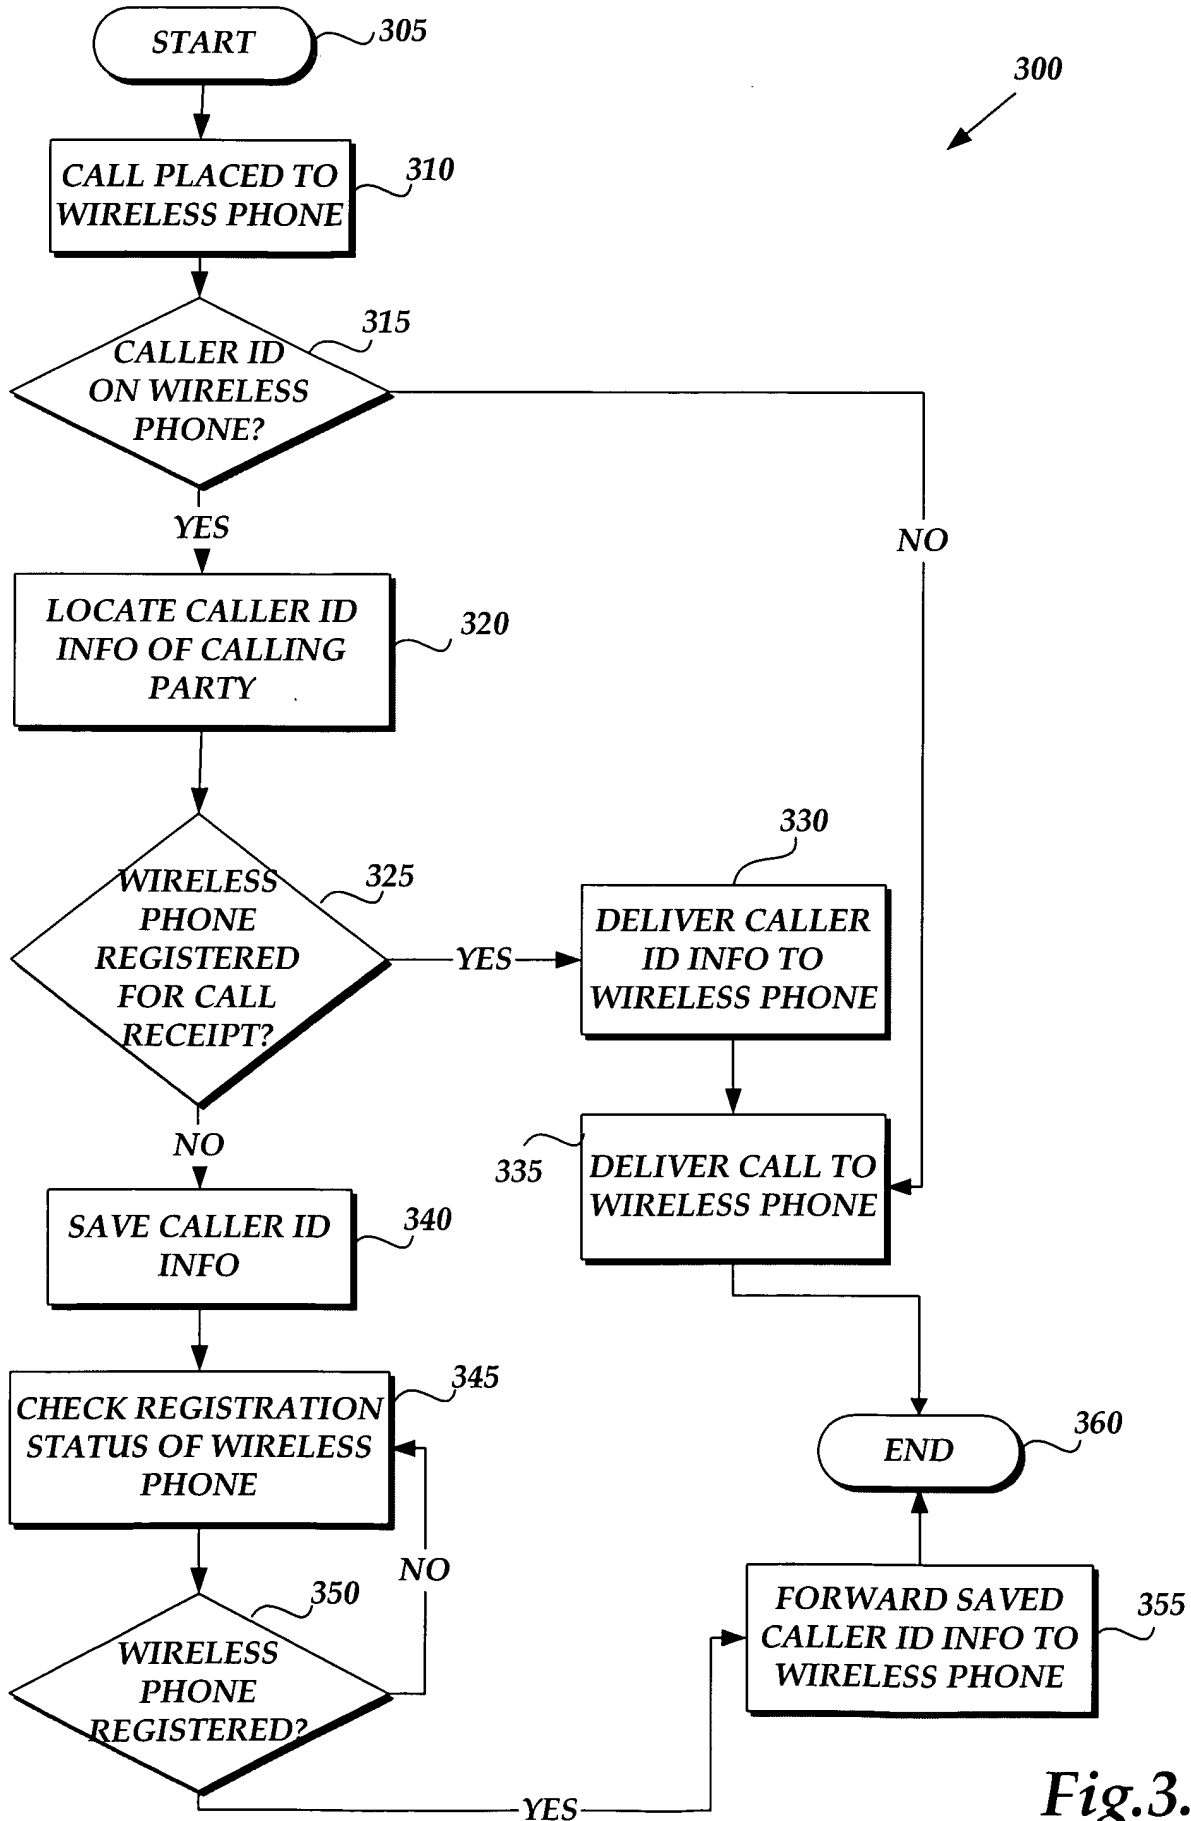 START
305
300
CALL PLACED TO
WIRELESS PHONE
310
315
CALLER ID
ON WIRELESS
PHONE?
YES
NO
LOCATE CALLER ID
INFO OF CALLING
PARTY
320
330
WIRELESS
PHONE
REGISTERED
FOR CALL
RECEIPT?
325
YES
DELIVER CALLER
ID INFO TO
WIRELESS PHONE
NO
335
DELIVER CALL TO
WIRELESS PHONE
SAVE CALLER ID
INFO
340
345
CHECK REGISTRATION
STATUS OF WIRELESS
PHONE
END
360
NO
350
WIRELESS
PHONE
REGISTERED?
FORWARD SAVED
CALLER ID INFO TO
WIRELESS PHONE
355
YES
Fig.3.